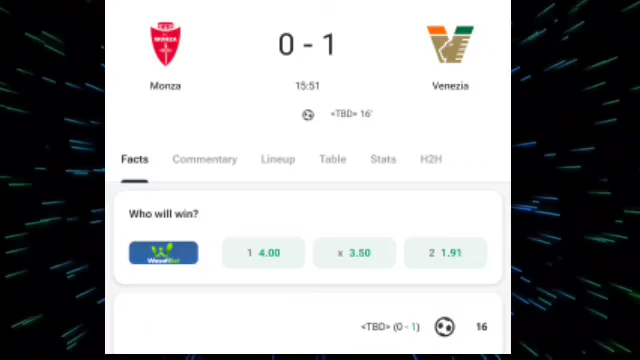 MONZA
0 - 1
Monza
15:51
Venezia
<TBD> 16'
Facts Commentary Lineup Table Stats H2H
Who will win?
1 4.00 x 3.50 2 1.91
<TBD> (0 - 1) 16